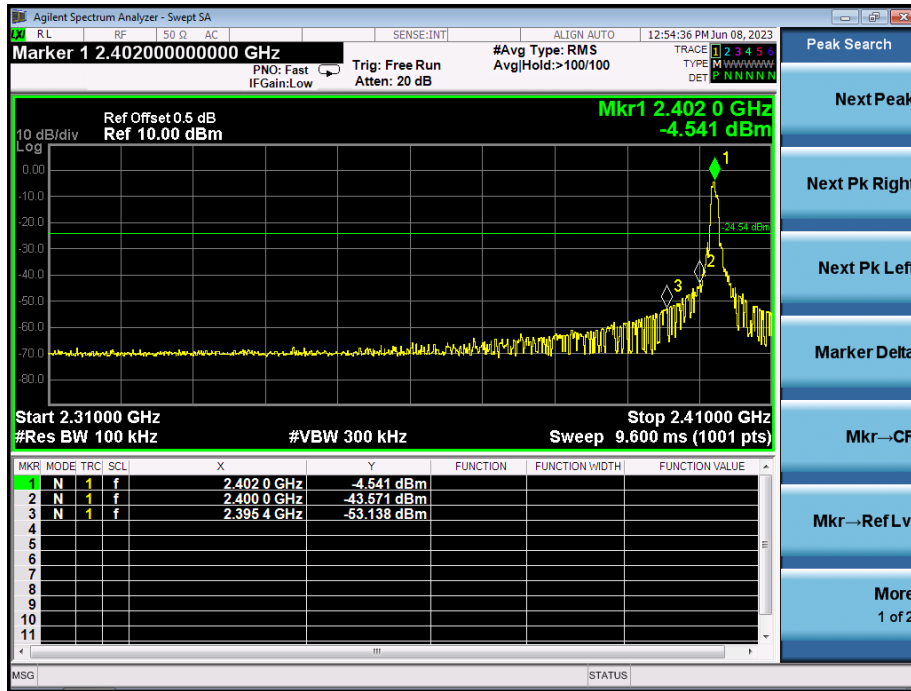 Agilent Spectrum Analyzer - Swept SA
LXI RL RF 50 Ω AC SENSE:INT ALIGN AUTO 12:54:36 PM Jun 08, 2023
Marker 1 2.402000000000 GHz
PNO: Fast
IFGain:Low
Trig: Free Run
Atten: 20 dB
#Avg Type: RMS
Avg|Hold:>100/100
TRACE 1 2 3 4 5 6
TYPE M W W W W W
DET P N N N N N
Peak Search
Next Peak
Next Pk Right
Next Pk Left
Marker Delta
Mkr→CF
Mkr→Ref Lv
More
1 of 2
Mkr1 2.402 0 GHz
-4.541 dBm
Ref Offset 0.5 dB
10 dB/div Ref 10.00 dBm
Log
0.00
-10.0
-20.0
-30.0
-40.0
-50.0
-60.0
-70.0
-80.0
1
-24.54 dBm
2
3
Start 2.31000 GHz Stop 2.41000 GHz
#Res BW 100 kHz #VBW 300 kHz Sweep 9.600 ms (1001 pts)
MKR MODE TRC SCL X Y FUNCTION FUNCTION WIDTH FUNCTION VALUE
1 N 1 f 2.402 0 GHz -4.541 dBm
2 N 1 f 2.400 0 GHz -43.571 dBm
3 N 1 f 2.395 4 GHz -53.138 dBm
4
5
6
7
8
9
10
11
MSG STATUS